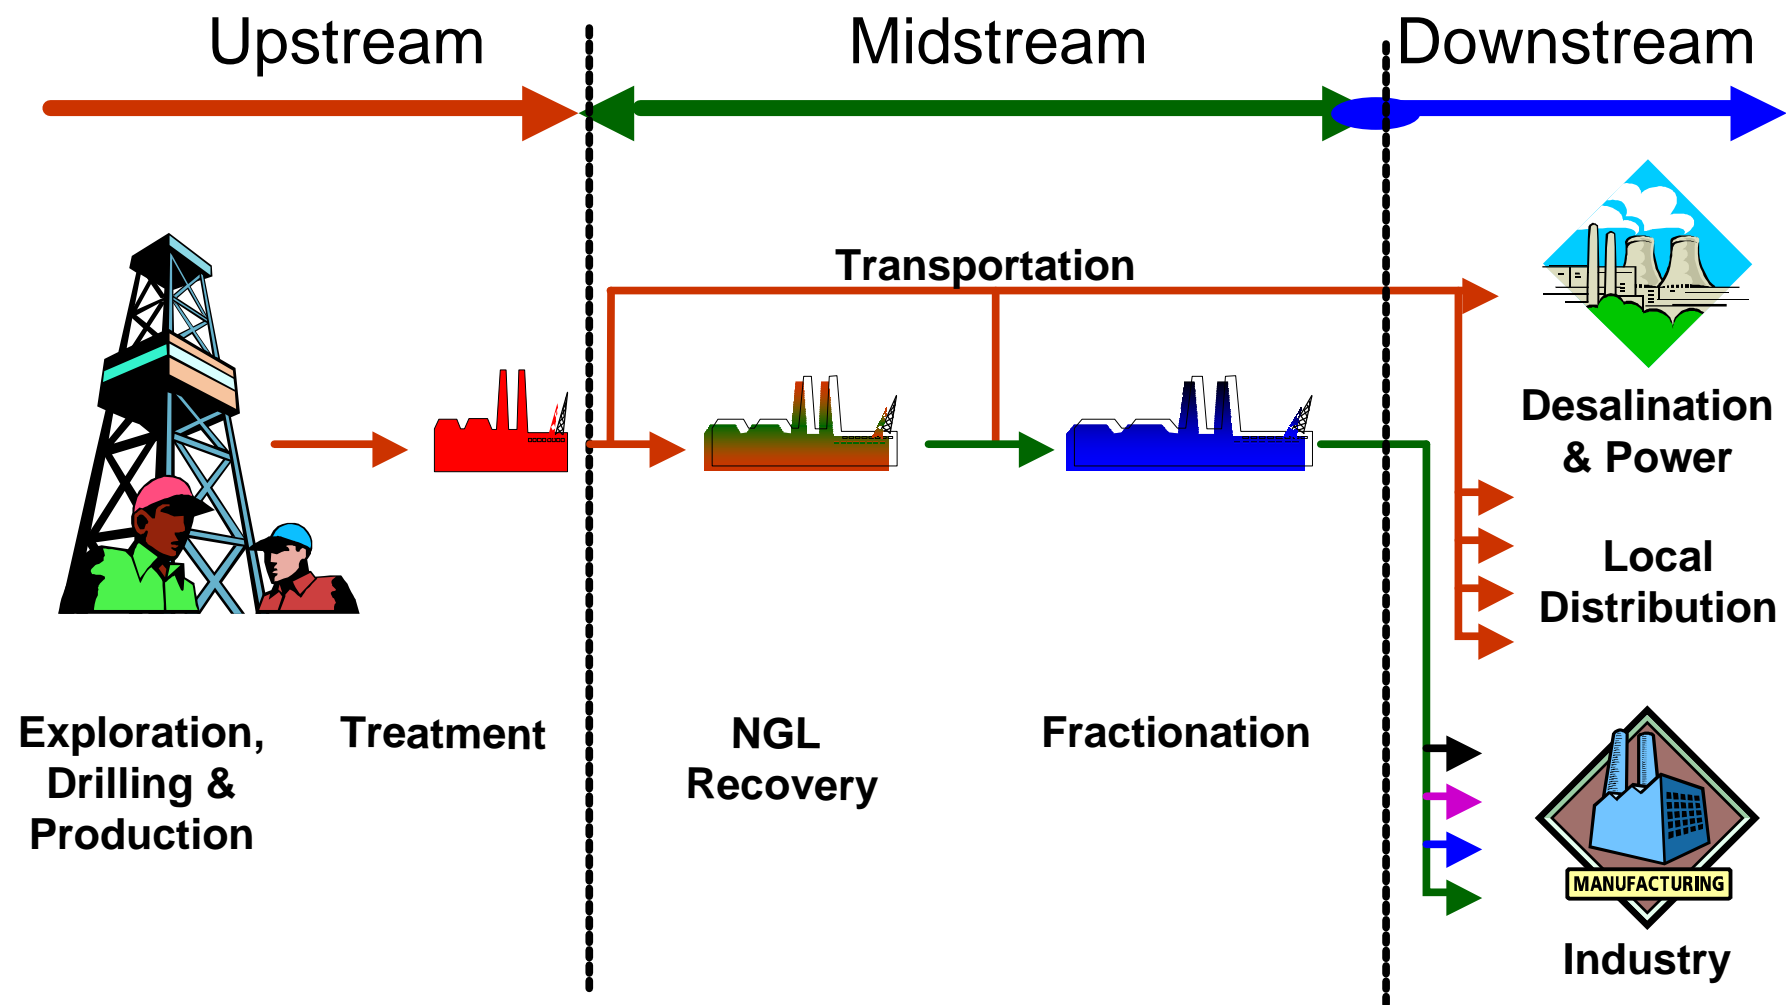 Upstream
Midstream
Downstream
Transportation
Desalination
& Power
Local
Distribution
Exploration,
Drilling &
Production
Treatment
NGL
Recovery
Fractionation
MANUFACTURING
Industry